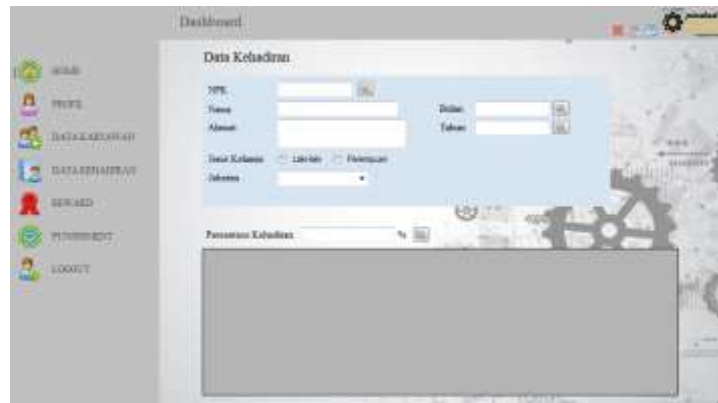 Dashboard
Data Kehadiran
HOME
NPK
PROFIL
Nama
Bulan
Alamat
Tahun
DATA KARYAWAN
Jenis Kelamin
Laki-laki
Perempuan
DATA KEHADIRAN
Jabatan
REWARD
PUNISHMENT
Persentase Kehadiran
%
LOGOUT